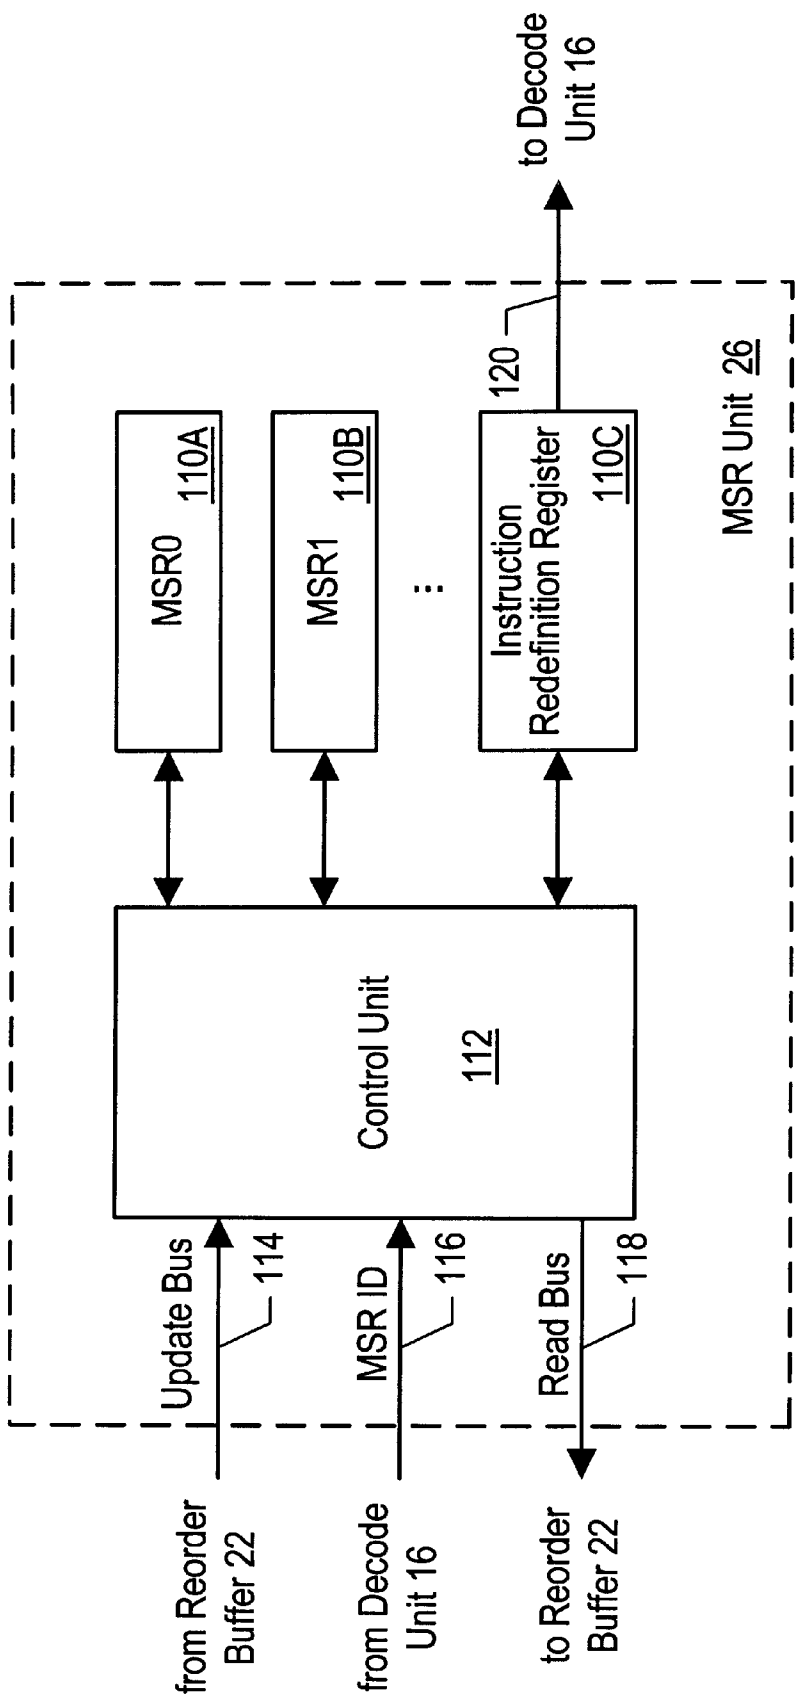 from Reorder
Buffer 22
Update Bus
114
from Decode
Unit 16
MSR ID
116
to Reorder
Buffer 22
Read Bus
118
Control Unit
112
MSR0
110A
MSR1
110B
...
Instruction
Redefinition Register
110C
120
to Decode
Unit 16
MSR Unit 26